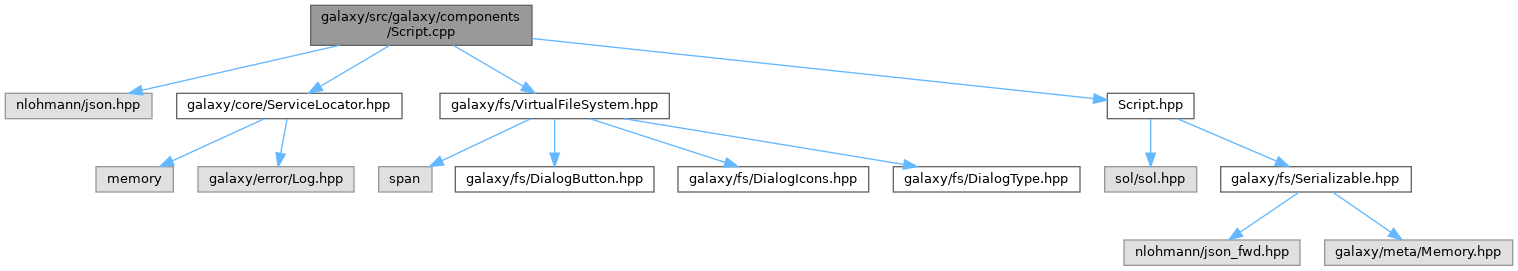 galaxy/src/galaxy/components
/Script.cpp
nlohmann/json.hpp
galaxy/core/ServiceLocator.hpp
galaxy/fs/VirtualFileSystem.hpp
Script.hpp
memory
galaxy/error/Log.hpp
span
galaxy/fs/DialogButton.hpp
galaxy/fs/DialogIcons.hpp
galaxy/fs/DialogType.hpp
sol/sol.hpp
galaxy/fs/Serializable.hpp
nlohmann/json_fwd.hpp
galaxy/meta/Memory.hpp